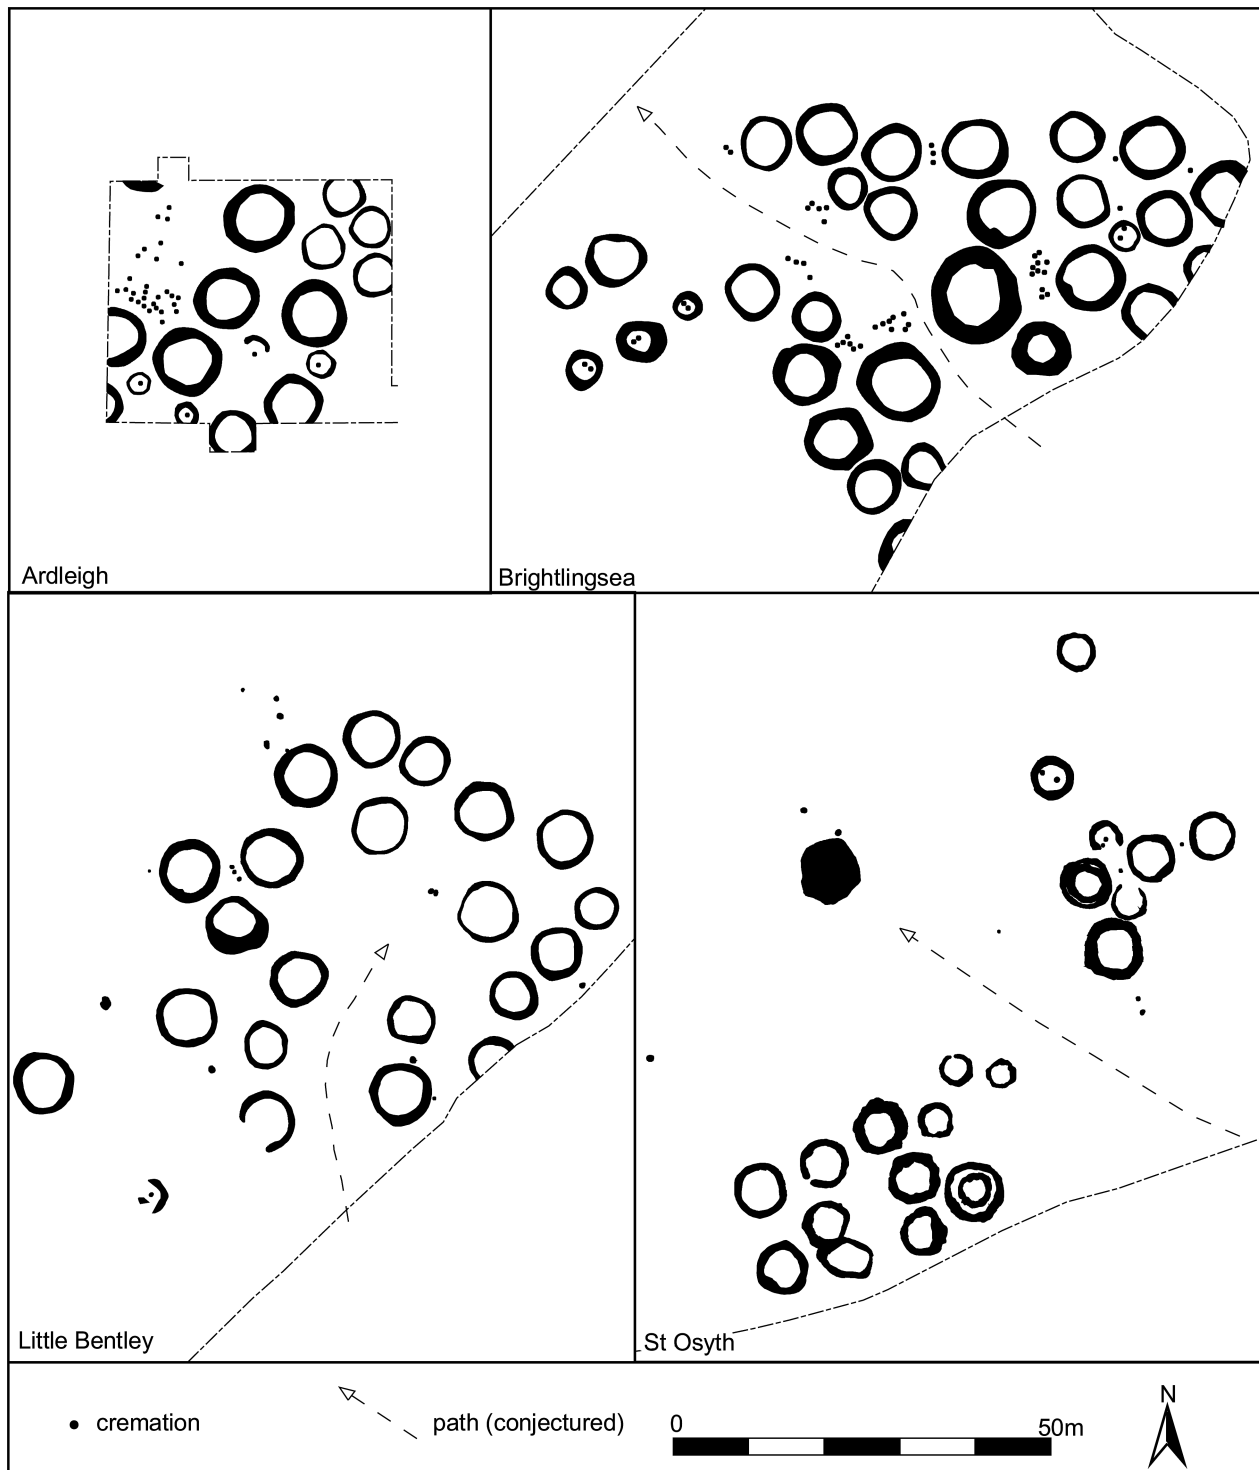 Ardleigh
Brightlingsea
Little Bentley
St Osyth
cremation
path (conjectured)
0
50m
N